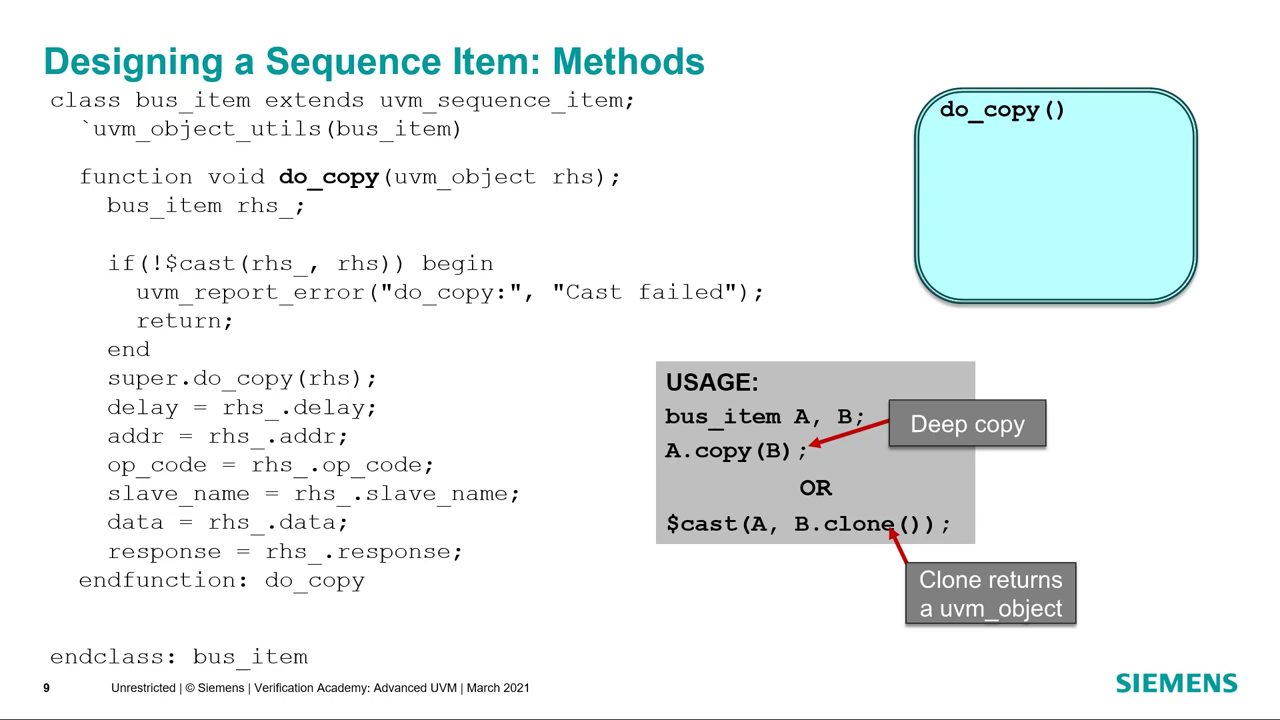 Designing a Sequence Item: Methods
class bus_item extends uvm_sequence_item;
`uvm_object_utils(bus_item)
function void do_copy(uvm_object rhs);
bus_item rhs_;
if(!$cast(rhs_, rhs)) begin
uvm_report_error("do_copy:", "Cast failed");
return;
end
super.do_copy(rhs);
delay = rhs_.delay;
addr = rhs_.addr;
op_code = rhs_.op_code;
slave_name = rhs_.slave_name;
data = rhs_.data;
response = rhs_.response;
endfunction: do_copy
endclass: bus_item
do_copy()
USAGE:
bus_item A, B;
A.copy(B);
OR
$cast(A, B.clone());
Deep copy
Clone returns
a uvm_object
9
Unrestricted | © Siemens | Verification Academy: Advanced UVM | March 2021
SIEMENS